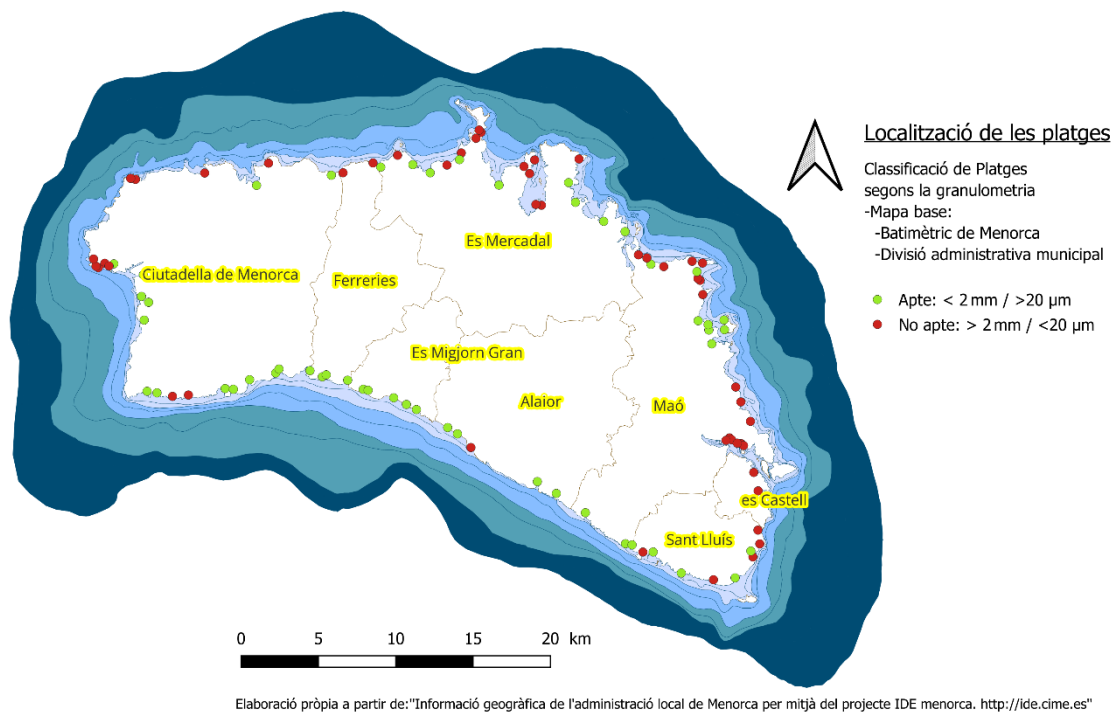 Localització de les platges
Classificació de Platges
segons la granulometria
-Mapa base:
-Batimètric de Menorca
-Divisió administrativa municipal
Apte: < 2 mm / >20 µm
No apte: > 2 mm / <20 µm
Es Mercadal
Ciutadella de Menorca
Ferreries
Es Migjorn Gran
Alaior
Maó
es Castell
Sant Lluís
0 5 10 15 20 km
Elaboració pròpia a partir de:"Informació geogràfica de l'administració local de Menorca per mitjà del projecte IDE menorca. http://ide.cime.es"